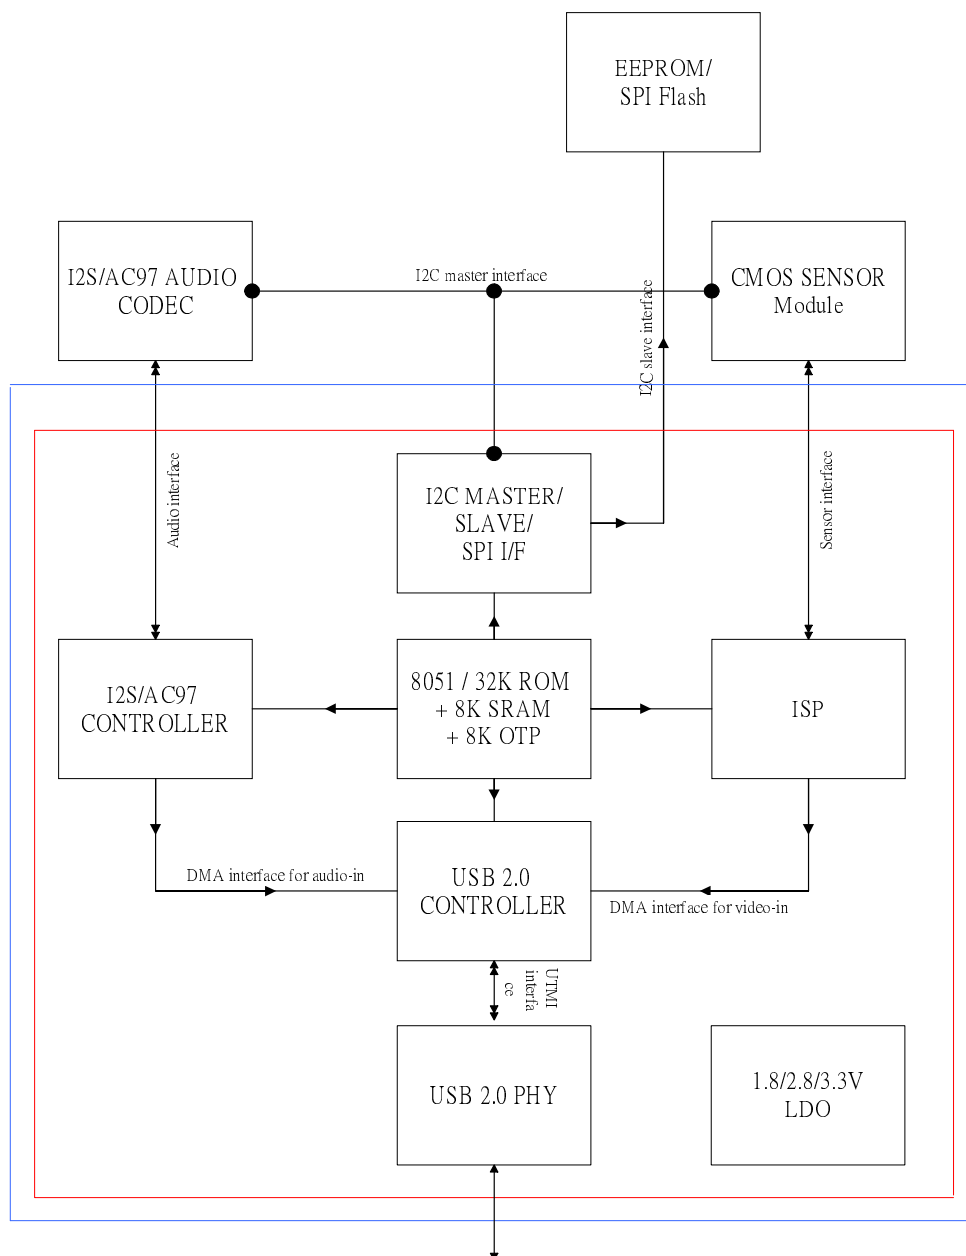 EEPROM/
SPI Flash
I2S/AC97 AUDIO
CODEC
I2C master interface
CMOS SENSOR
Module
I2C slave interface
Audio interface
Sensor interface
I2C MASTER/
SLAVE/
SPI I/F
I2S/AC97
CONTROLLER
8051 / 32K ROM
+ 8K SRAM
+ 8K OTP
ISP
DMA interface for audio-in
USB 2.0
CONTROLLER
DMA interface for video-in
UTMI
interfa
ce
USB 2.0 PHY
1.8/2.8/3.3V
LDO